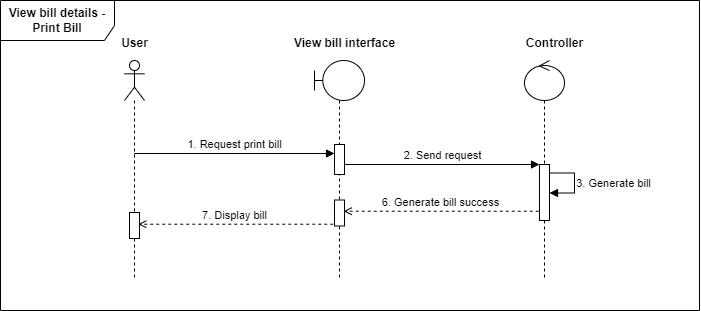 View bill details -
Print Bill
User
View bill interface
Controller
1. Request print bill
2. Send request
3. Generate bill
6. Generate bill success
7. Display bill